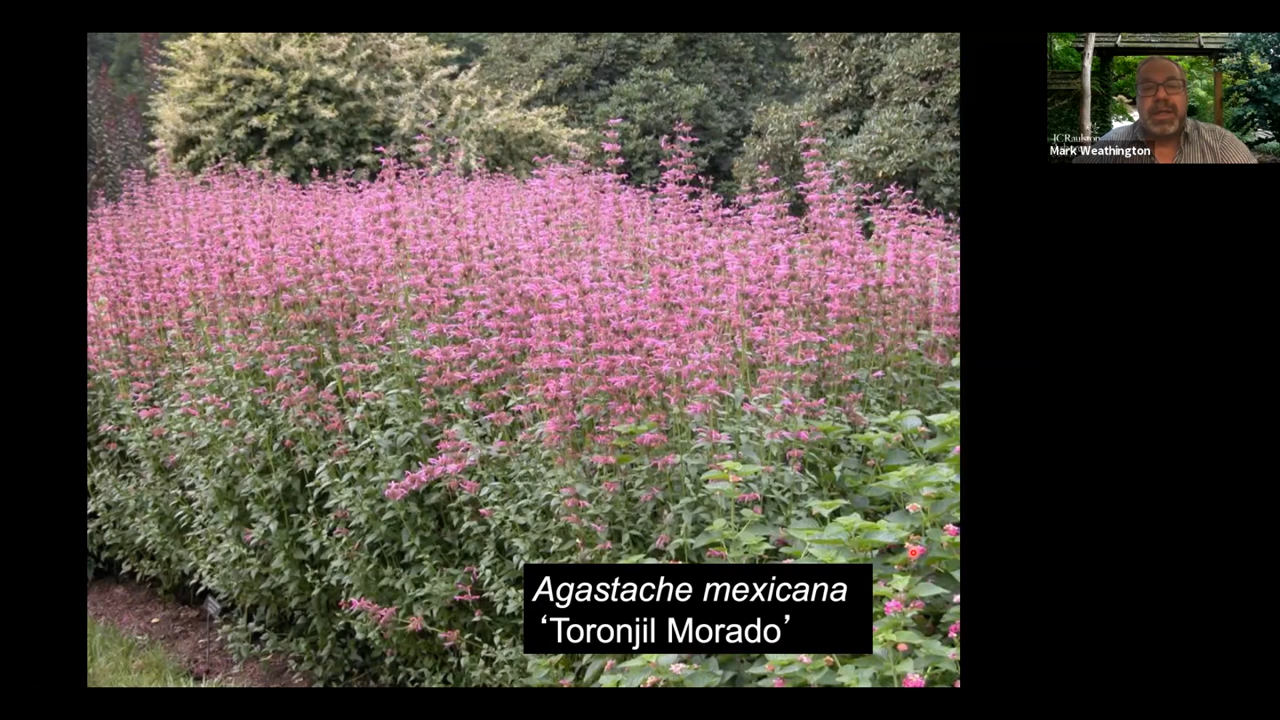 Agastache mexicana
‘Toronjil Morado’
JCRaulston
Mark Weathington